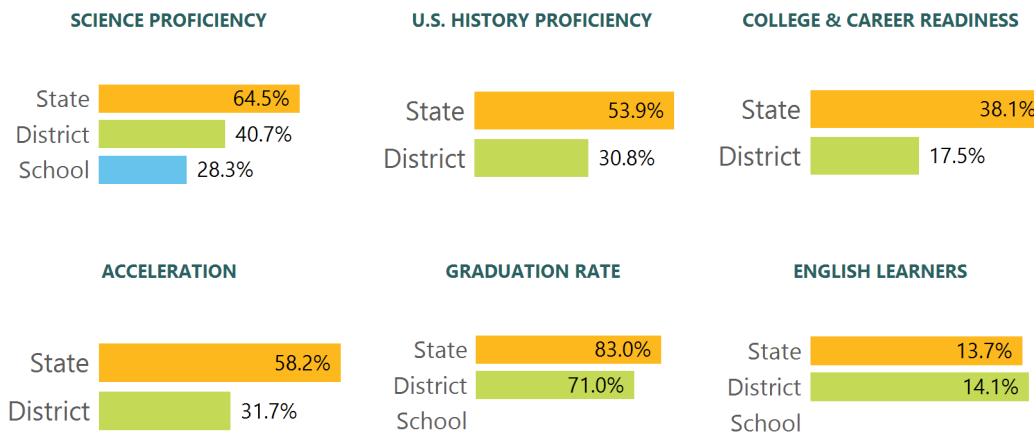 SCIENCE PROFICIENCY
State 64.5%
District 40.7%
School 28.3%
U.S. HISTORY PROFICIENCY
State 53.9%
District 30.8%
COLLEGE & CAREER READINESS
State 38.1%
District 17.5%
ACCELERATION
State 58.2%
District 31.7%
GRADUATION RATE
State 83.0%
District 71.0%
School
ENGLISH LEARNERS
State 13.7%
District 14.1%
School